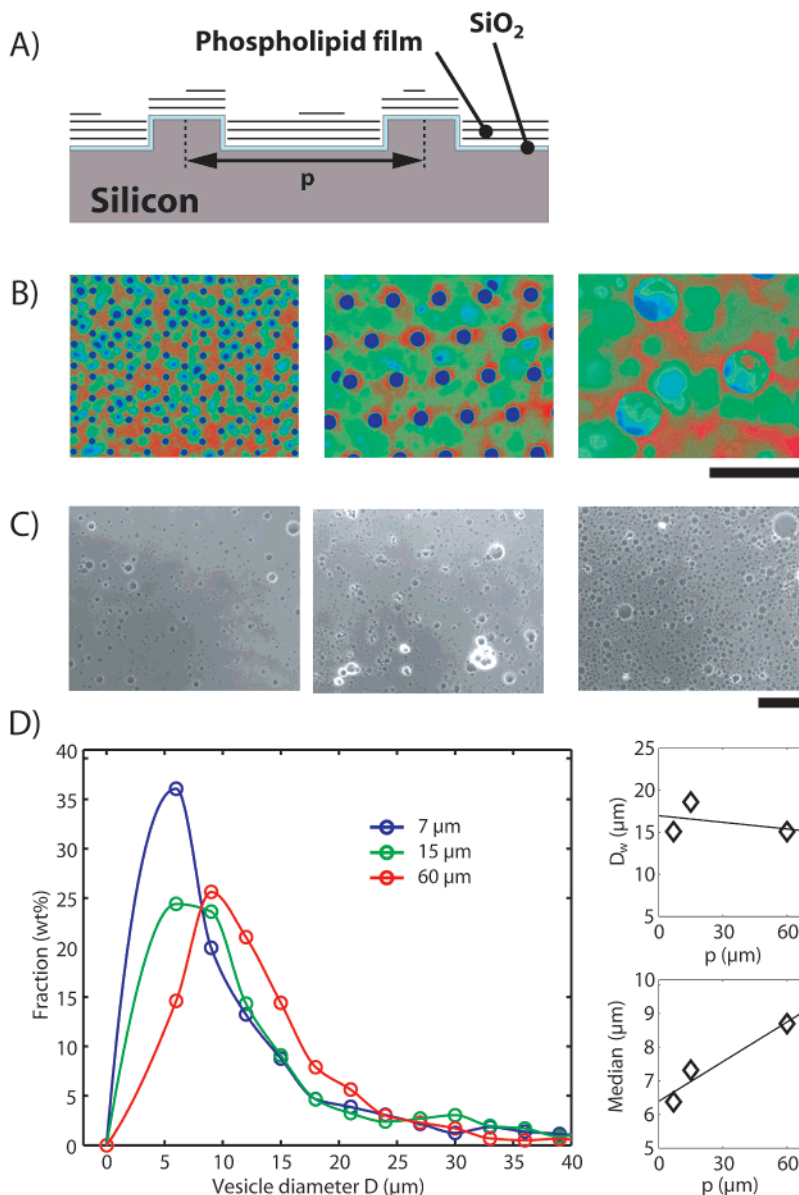 A)
Phospholipid film
SiO2
p
Silicon
B)
C)
D)
40
35
30
25
20
15
10
5
0
Fraction (wt%)
0 5 10 15 20 25 30 35 40
Vesicle diameter D (μm)
7 μm
15 μm
60 μm
25
20
15
10
5
Dw (μm)
0 30 60
p (μm)
10
9
8
7
6
5
Median (μm)
0 30 60
p (μm)